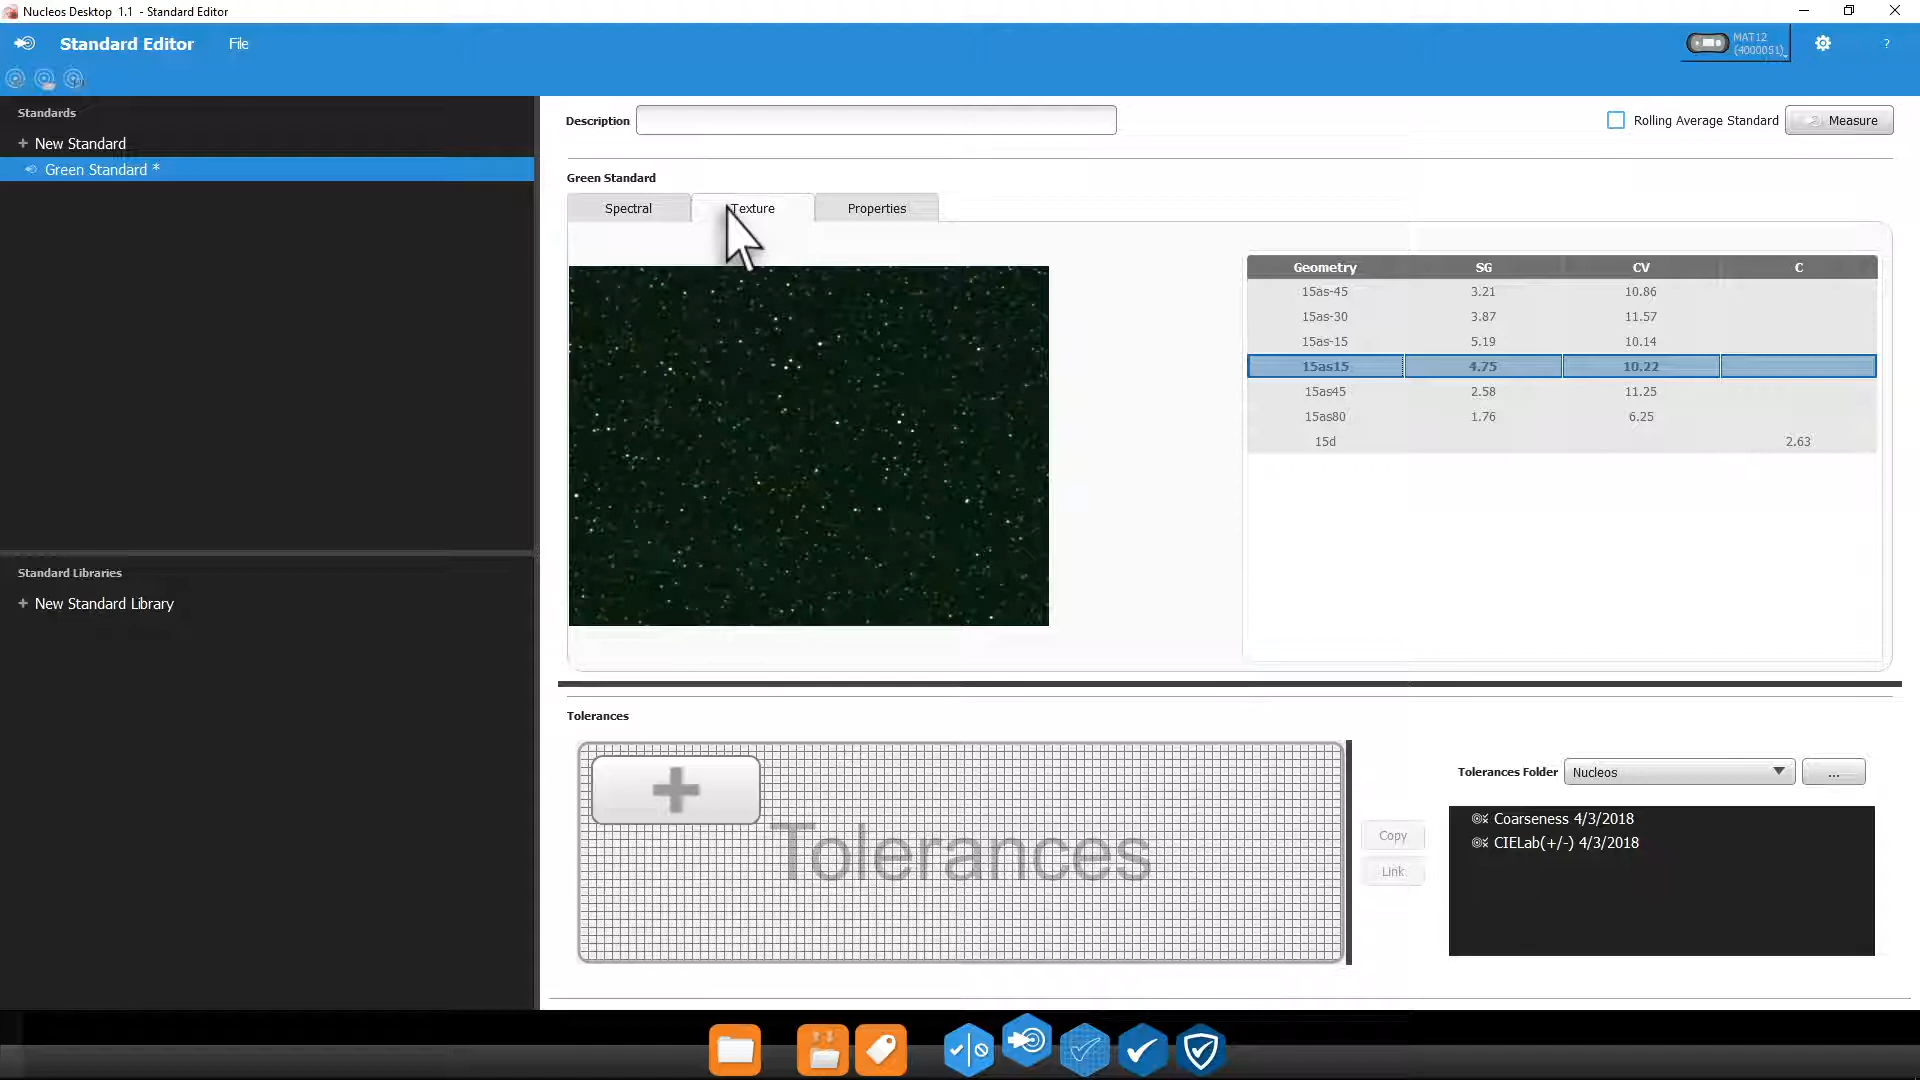 Nucleos Desktop 1.1 - Standard Editor
Standard Editor
File
MAT12
(4000051)
?
Standards
+ New Standard
Green Standard *
Standard Libraries
+ New Standard Library
Description
Rolling Average Standard
Measure
Green Standard
Spectral
Texture
Properties
Geometry SG CV C
15as-45 3.21 10.86
15as-30 3.87 11.57
15as-15 5.19 10.14
15as15 4.75 10.22
15as45 2.58 11.25
15as80 1.76 6.25
15d 2.63
Tolerances
Tolerances
Copy
Link
Tolerances Folder
Nucleos
...
Coarseness 4/3/2018
CIELab(+/-) 4/3/2018